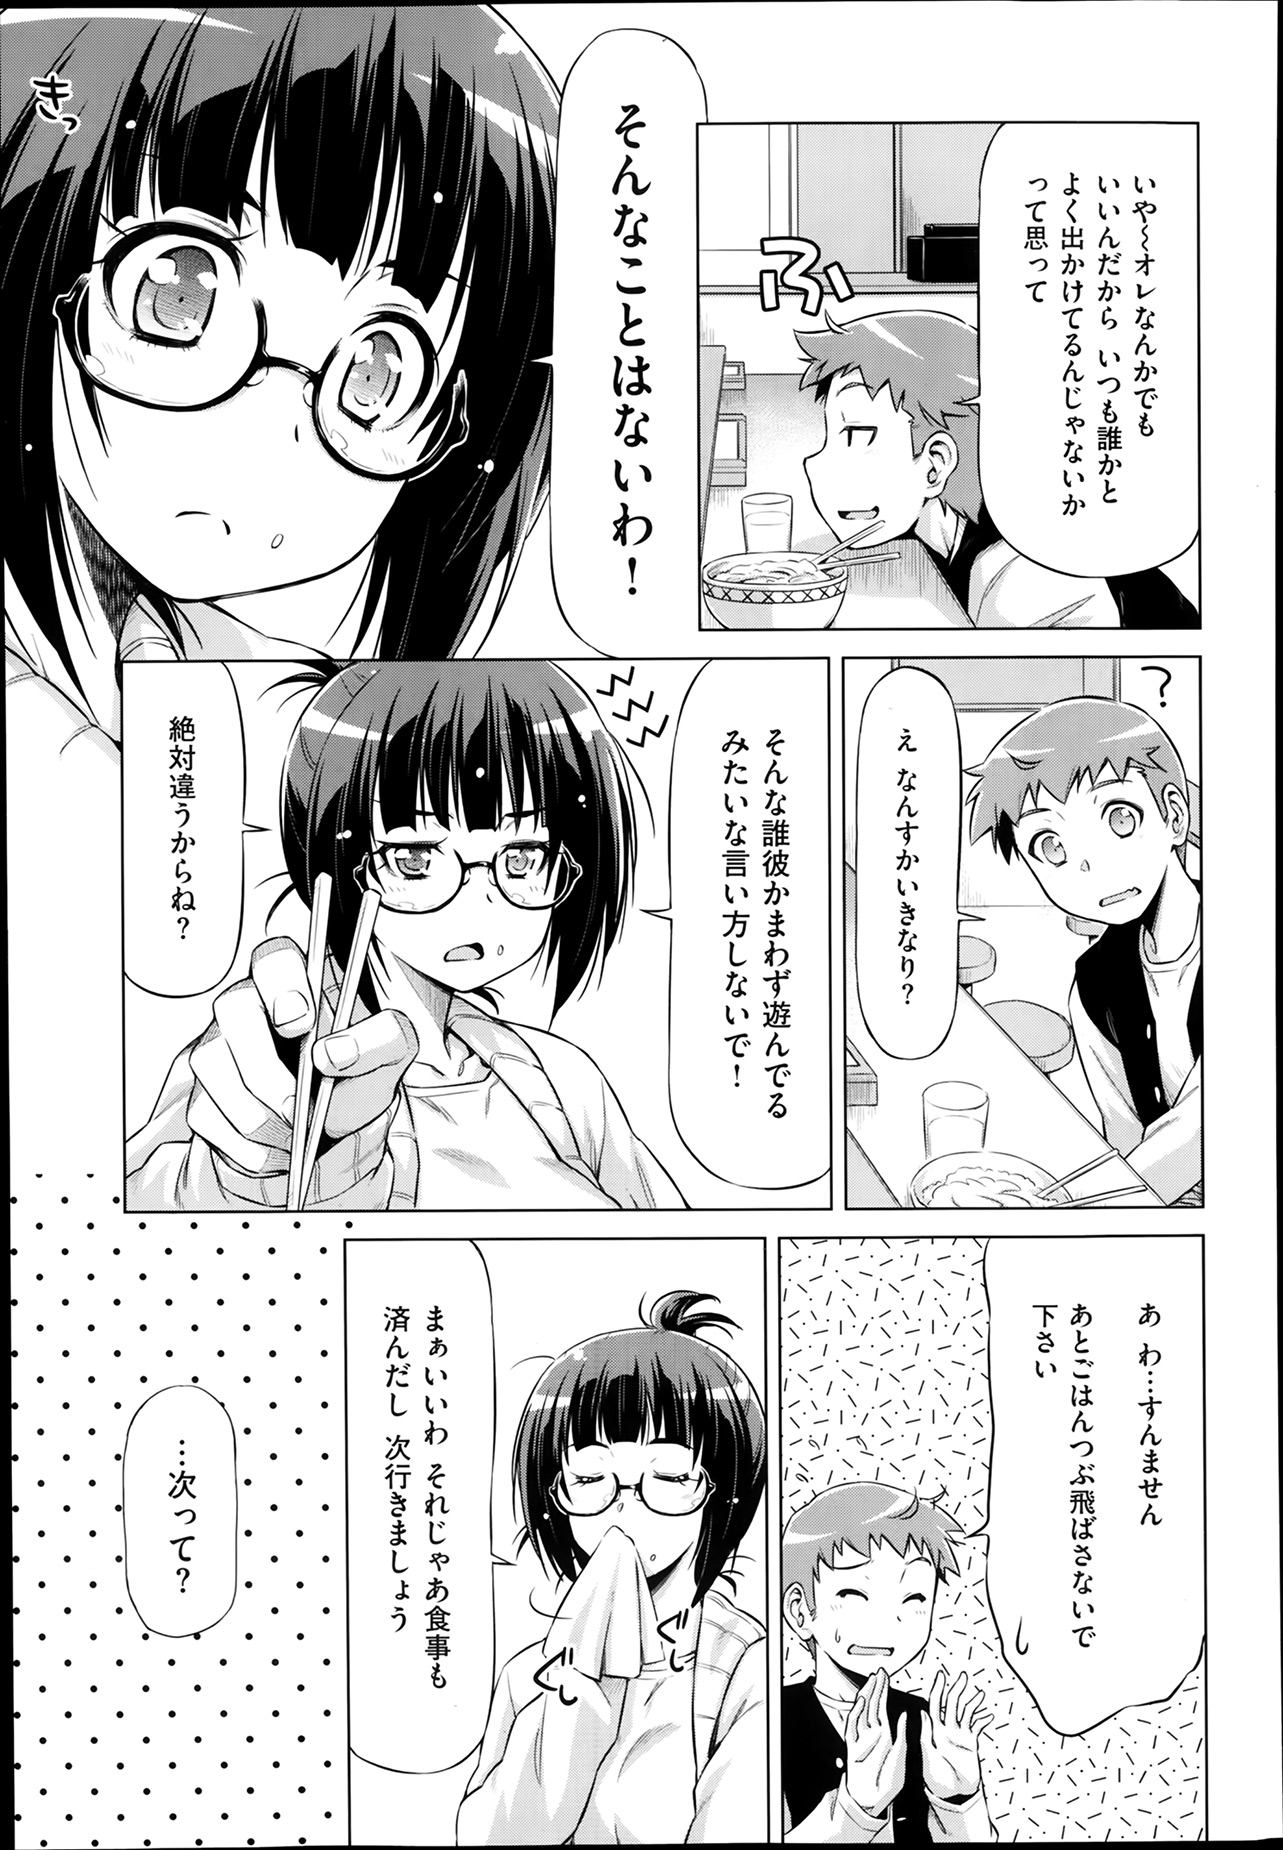 いや〜オレなんかでも
いいんだから いつも誰かと
よく出かけてるんじゃないか
って思って
ふぅ
そんなことはないわ!
きっ
?
え なんすかいきなり?
そんな誰彼かまわず遊んでる
みたいな言い方しないで!
絶対違うからね?
あ わ…すんません
あとごはんつぶ飛ばさないで
下さい
まぁいいわ それじゃあ食事も
済んだし 次行きましょう
ぐし
ぐし
…次って?